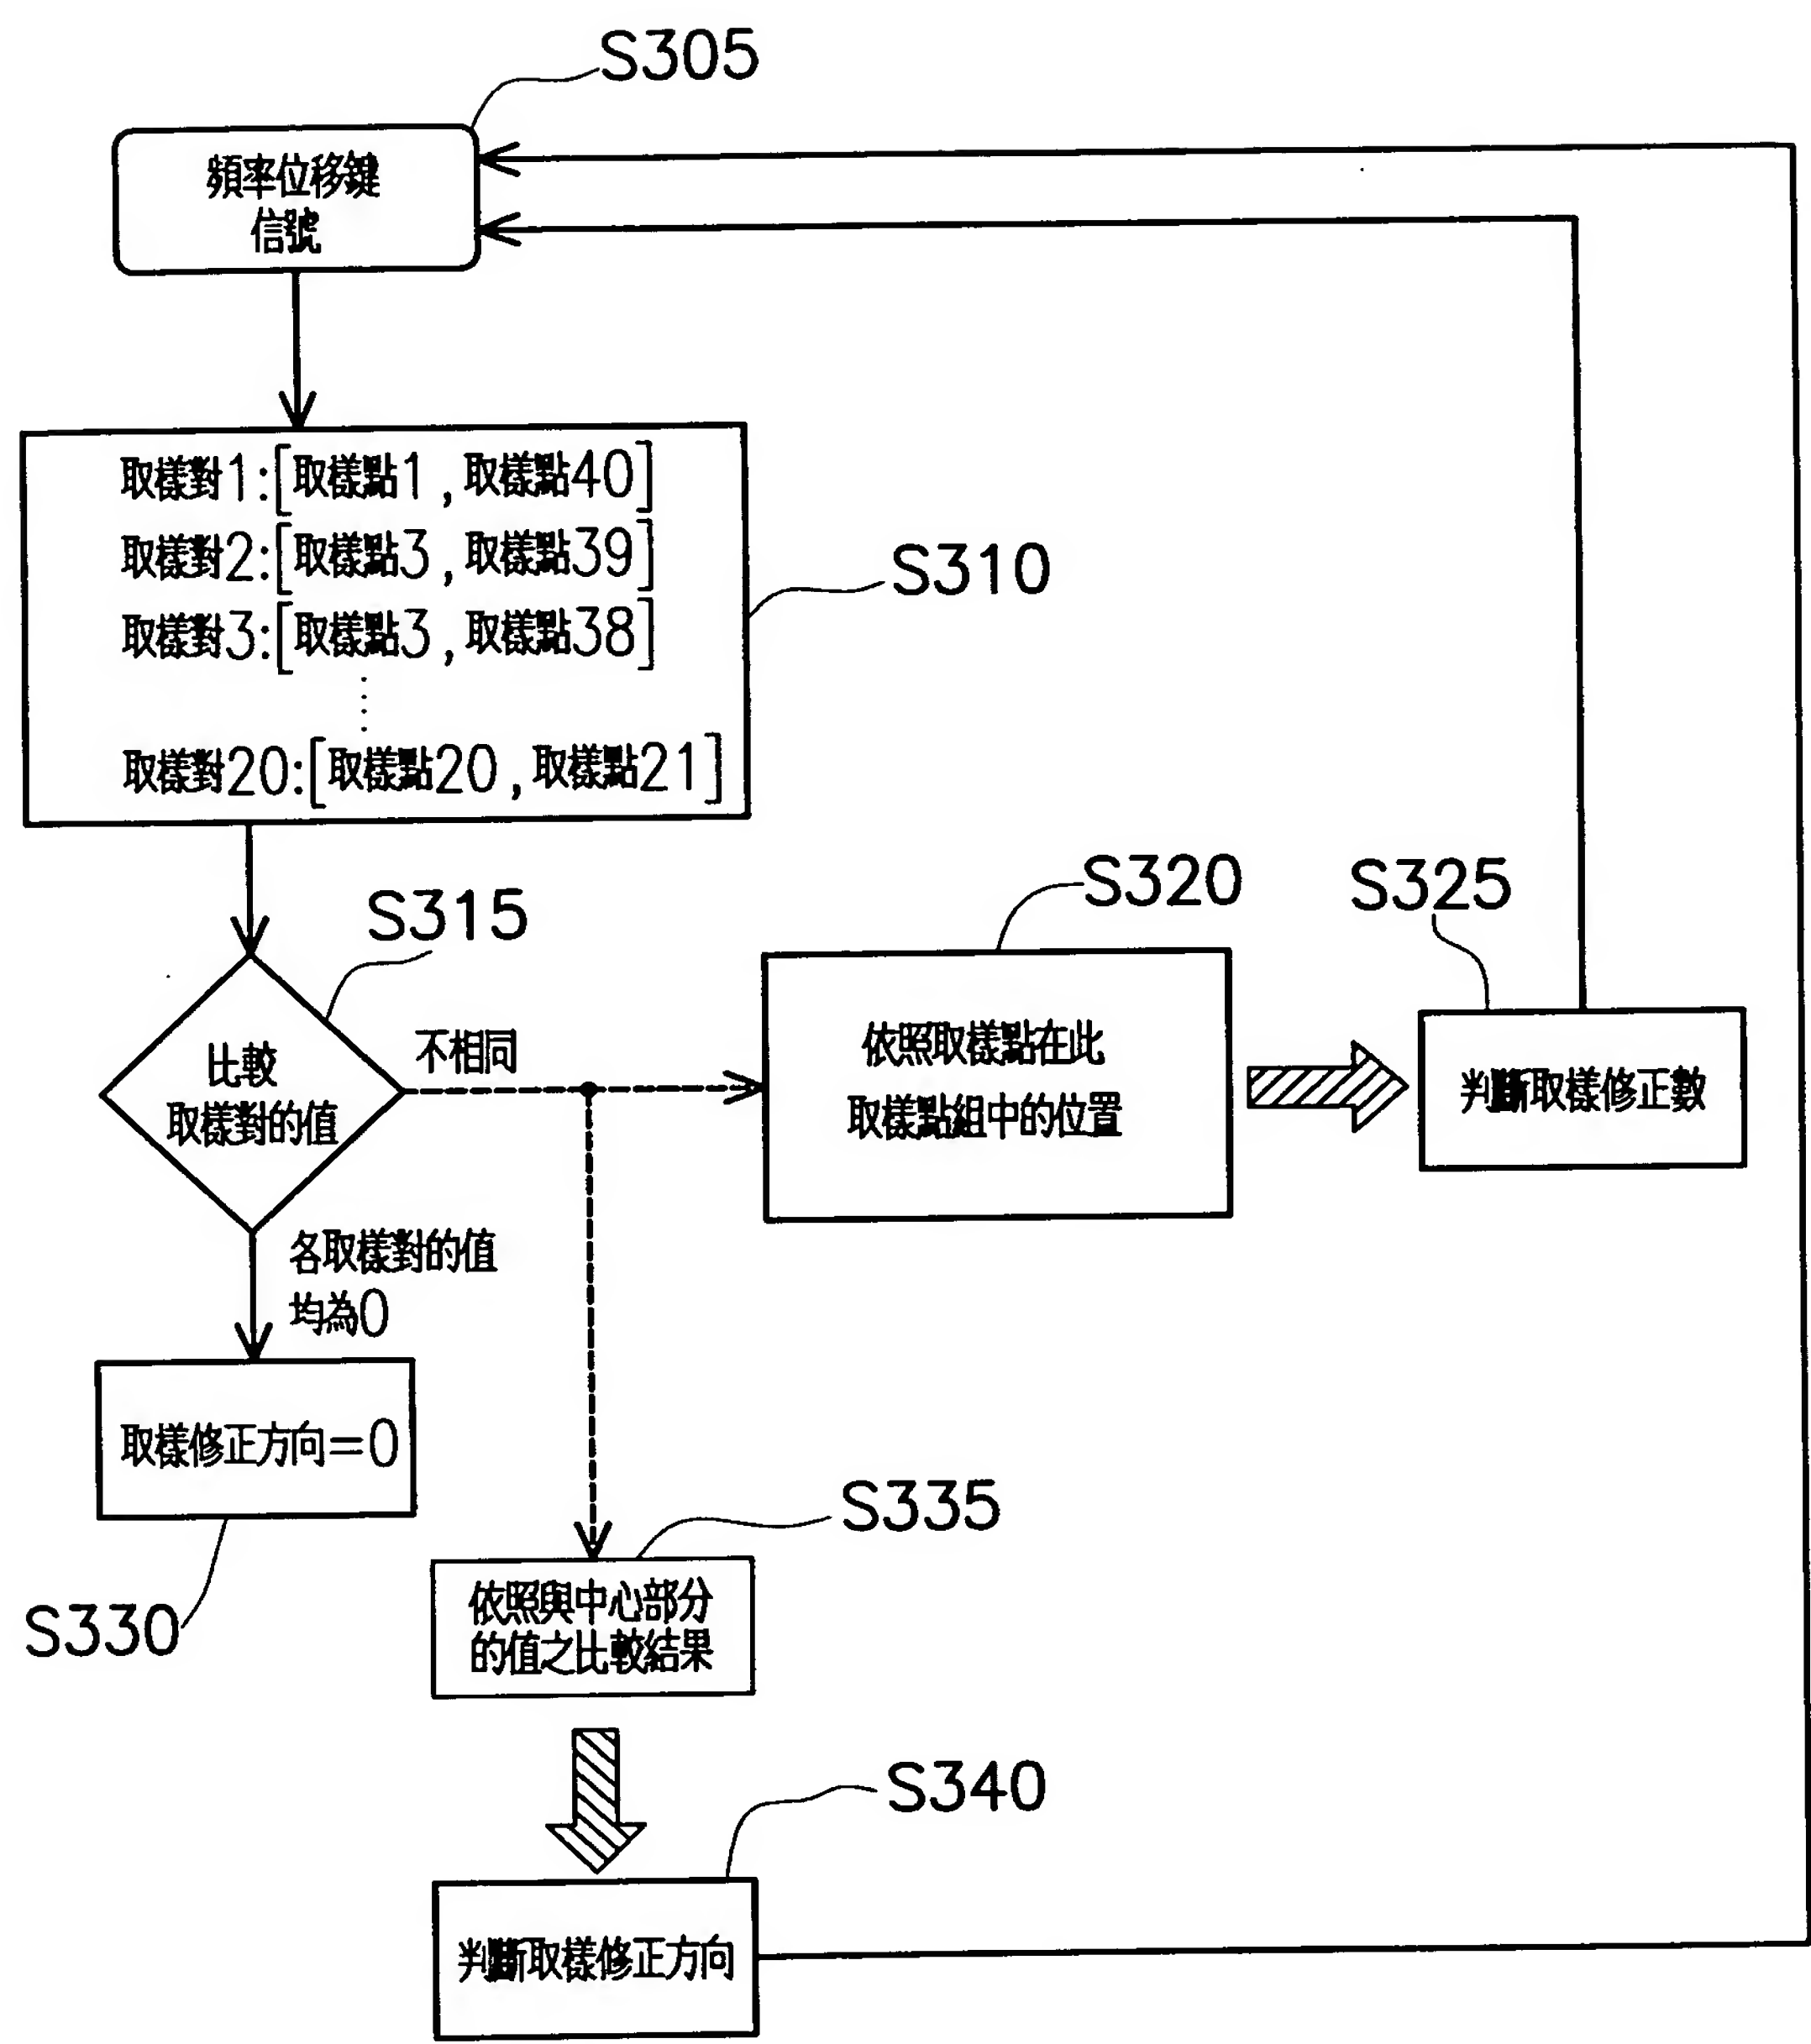 S305
頻率位移鍵
信號
取樣對1:[取樣點1,取樣點40]
取樣對2:[取樣點3,取樣點39]
取樣對3:[取樣點3,取樣點38]
取樣對20:[取樣點20,取樣點21]
S310
S315
比較
取樣對的值
不相同
S320
依照取樣點在此
取樣點組中的位置
S325
判斷取樣修正數
各取樣對的值
均為0
取樣修正方向=0
S330
S335
依照與中心部分
的值之比較結果
S340
判斷取樣修正方向